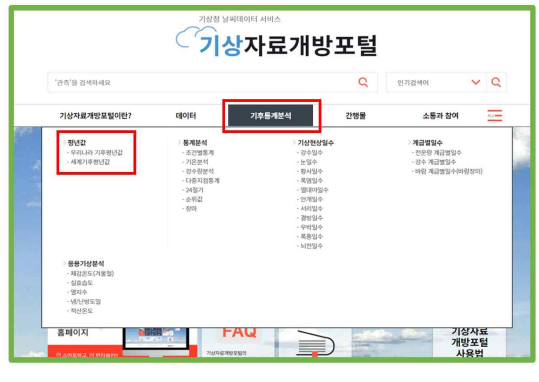 기상청 날씨데이터 서비스
기상자료개방포털
'관측'을 검색하세요
인기검색어
기상자료개방포털이란?
데이터
기후통계분석
간행물
소통과 참여
평년값
- 우리나라 기후평년값
- 세계기후평년값
통계분석
- 조건별통계
- 기온분석
- 강수량분석
- 다중지점통계
- 24절기
- 순위값
- 장마
기상현상일수
- 강수일수
- 눈일수
- 황사일수
- 폭염일수
- 열대야일수
- 안개일수
- 서리일수
- 결빙일수
- 우박일수
- 폭풍일수
- 뇌전일수
계급별일수
- 전운량 계급별일수
- 강수 계급별일수
- 바람 계급별일수(바람장미)
응용기상분석
- 체감온도(겨울철)
- 실효습도
- 열지수
- 냉/난방도일
- 적산온도
홈페이지
FAQ
기상자료개방포털의
기상자료
개방포털
사용법